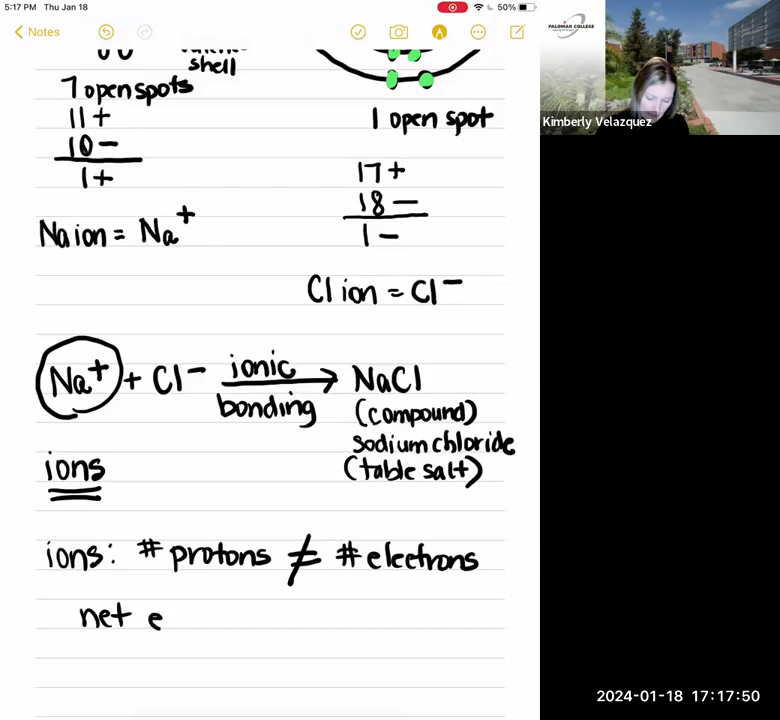 5:17 PM Thu Jan 18
50%
Notes
shell
7 open spots
11+
10-
1+
Na ion = Na+
1 open spot
17+
18-
1-
Cl ion = Cl-
Na+ + Cl- ionic bonding → NaCl
(compound)
sodium chloride
(table salt)
ions
ions: # protons ≠ # electrons
net e
PALOMAR COLLEGE
Kimberly Velazquez
2024-01-18 17:17:50